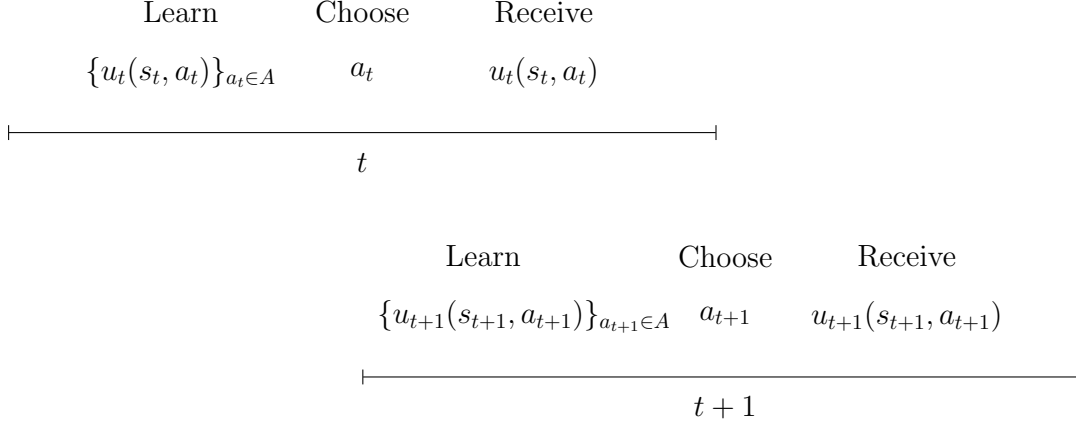 Learn Choose Receive
{u_t(s_t, a_t)}_{a_t∈A} a_t u_t(s_t, a_t)
t
Learn Choose Receive
{u_{t+1}(s_{t+1}, a_{t+1})}_{a_{t+1}∈A} a_{t+1} u_{t+1}(s_{t+1}, a_{t+1})
t + 1